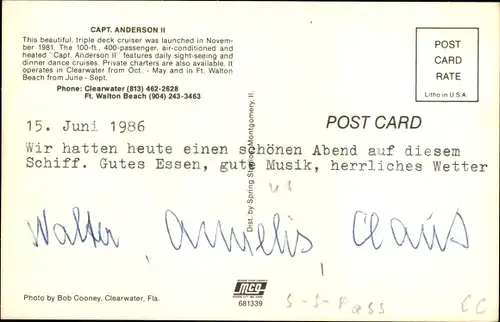 CAPT. ANDERSON II
This beautiful, triple deck cruiser was launched in Novem-
ber 1981. The 100-ft., 400-passenger, air-conditioned and
heated "Capt. Anderson II" features daily sight-seeing and
dinner dance cruises. Private charters are also available. It
operates in Clearwater from Oct. - May and in Ft. Walton
Beach from June - Sept.
Phone: Clearwater (813) 462-2628
Ft. Walton Beach (904) 243-3463
POST
CARD
RATE
Litho in U.S.A.
POST CARD
15. Juni 1986
Wir hatten heute einen schönen Abend auf diesem
Schiff. Gutes Essen, gute Musik, herrliches Wetter
Dist. by Spring Street, Montgomery, Il.
Walter, Annelis, Claus
Photo by Bob Cooney, Clearwater, Fla.
mcg
681339
S-S-Pass
CC